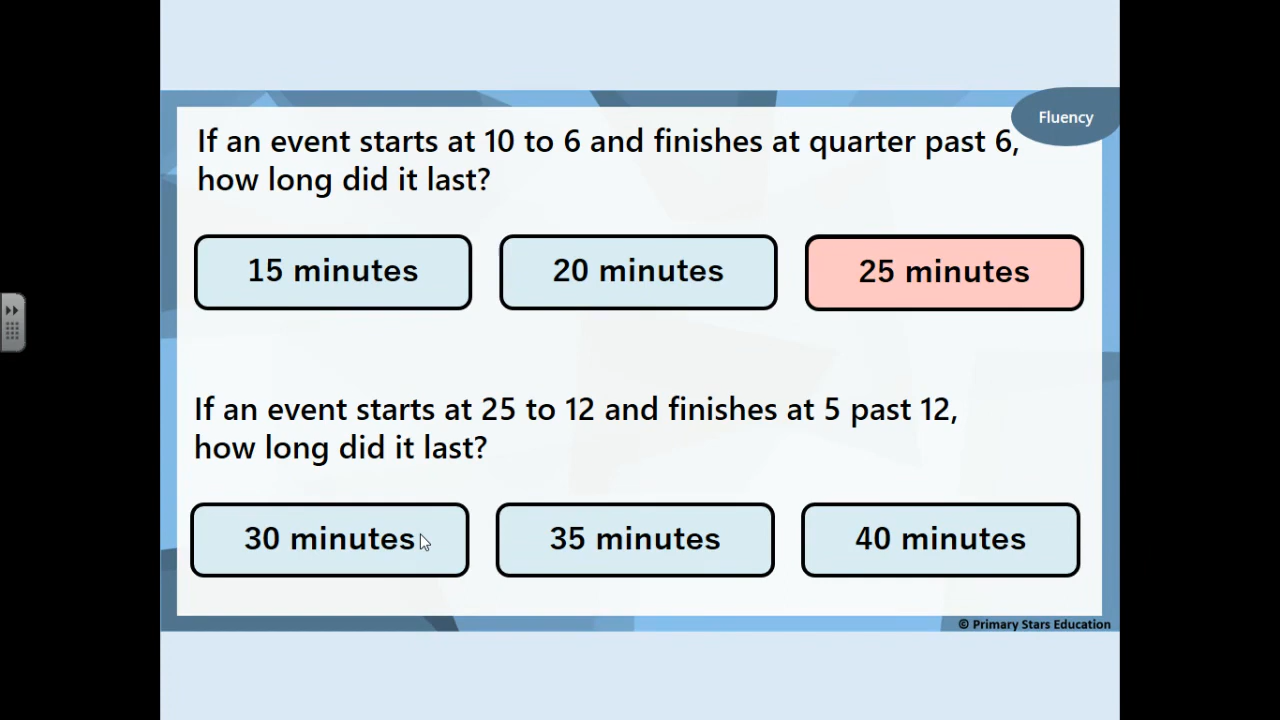 Fluency
If an event starts at 10 to 6 and finishes at quarter past 6,
how long did it last?
15 minutes
20 minutes
25 minutes
If an event starts at 25 to 12 and finishes at 5 past 12,
how long did it last?
30 minutes
35 minutes
40 minutes
© Primary Stars Education